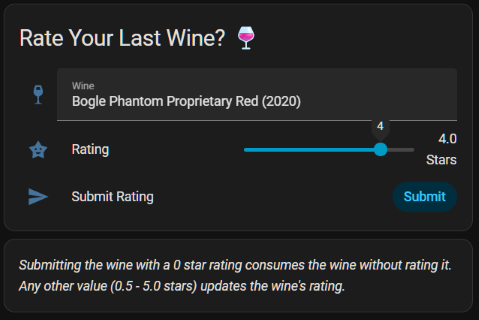 Rate Your Last Wine? 🍷
Wine
Bogle Phantom Proprietary Red (2020)
4
Rating
4.0
Stars
Submit Rating
Submit
Submitting the wine with a 0 star rating consumes the wine without rating it.
Any other value (0.5 - 5.0 stars) updates the wine's rating.